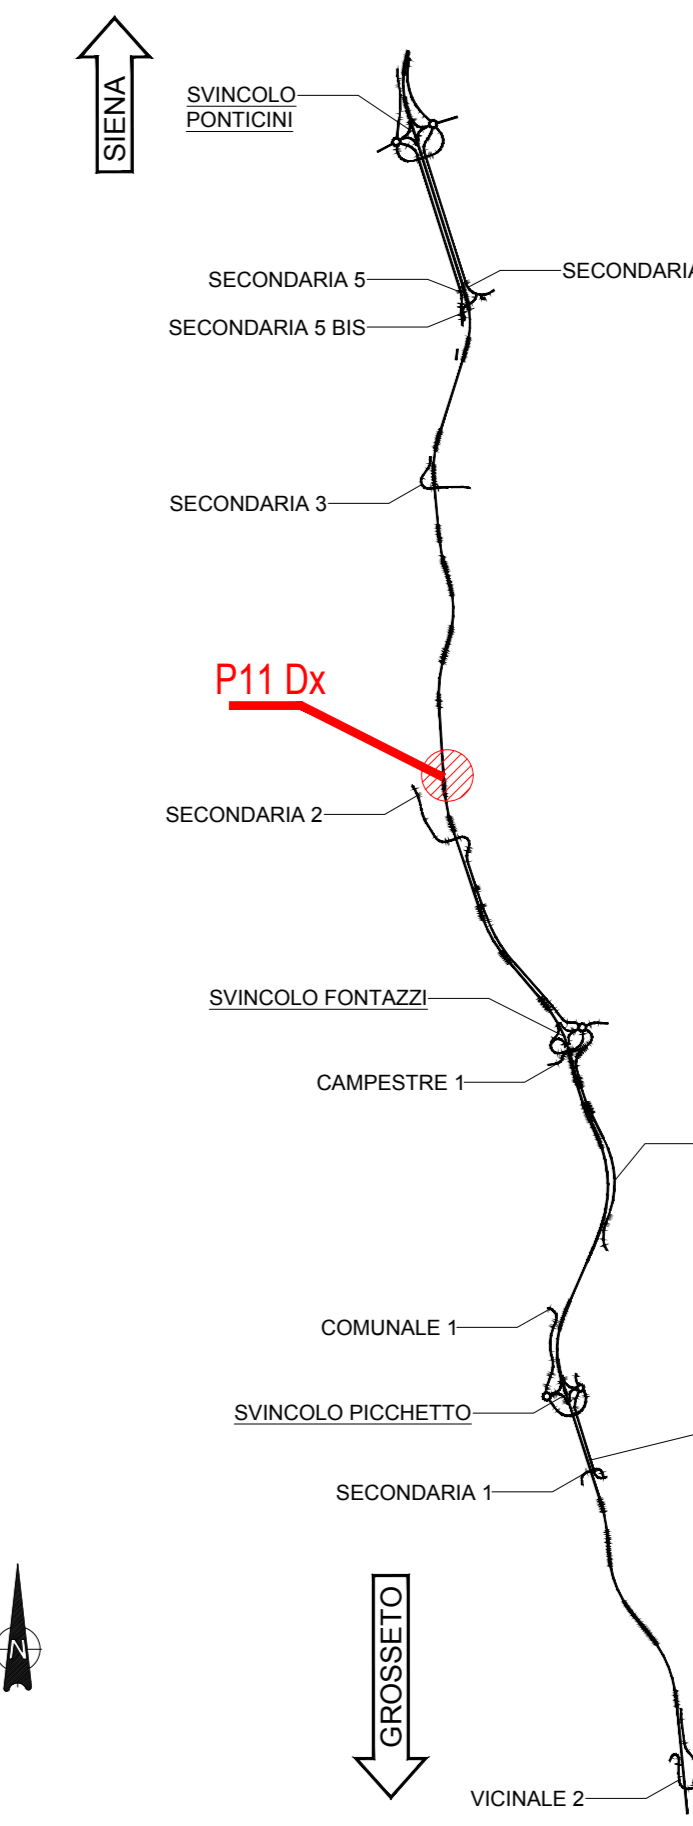 SIENA
SVINCOLO
PONTICINI
SECONDARIA 5
SECONDARIA
SECONDARIA 5 BIS
SECONDARIA 3
P11 Dx
SECONDARIA 2
SVINCOLO FONTAZZI
CAMPESTRE 1
COMUNALE 1
SVINCOLO PICCHETTO
SECONDARIA 1
N
GROSSETO
VICINALE 2